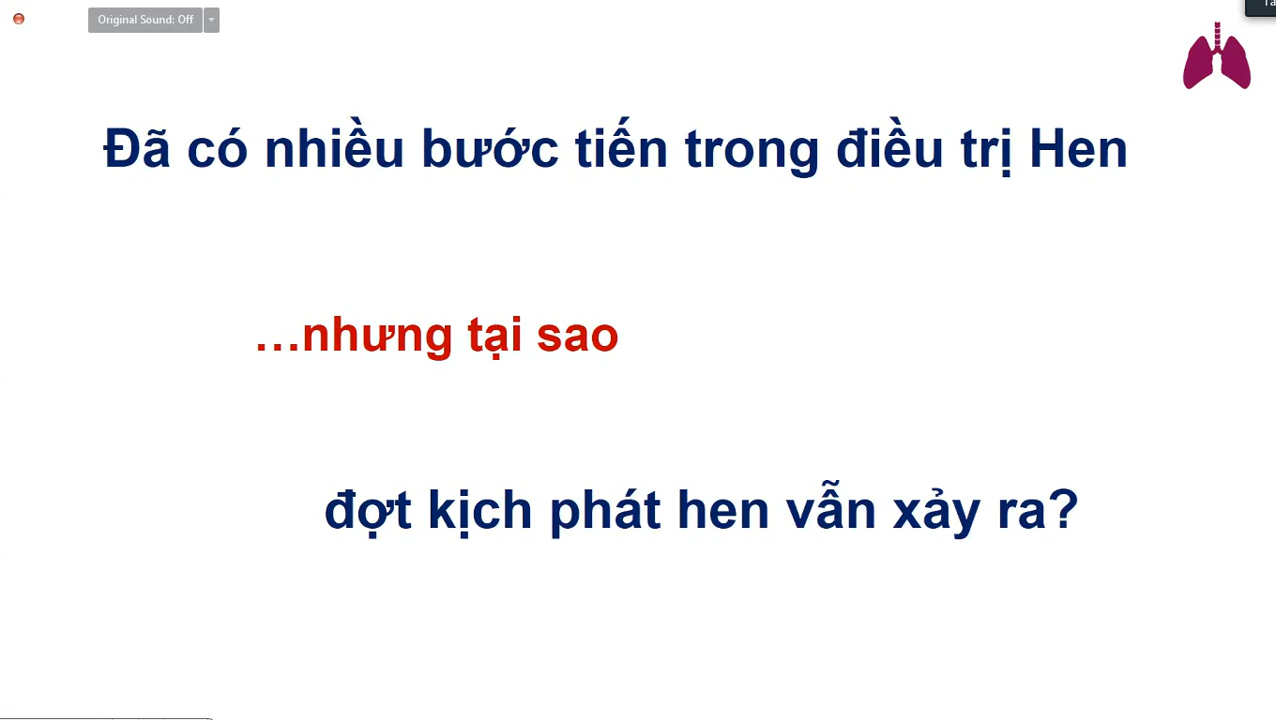 Original Sound: Off
Đã có nhiều bước tiến trong điều trị Hen
…nhưng tại sao
đợt kịch phát hen vẫn xảy ra?